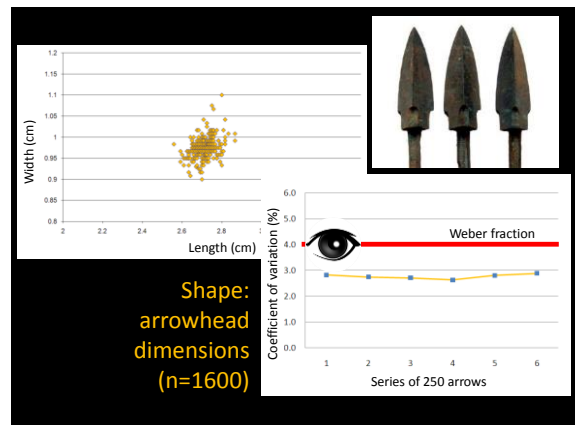 1.2
1.15
1.1
1.05
1
0.95
0.9
0.85
0.8
Width (cm)
2 2.2 2.4 2.6 2.8
Length (cm)
Shape:
arrowhead
dimensions
(n=1600)
6.0
5.0
4.0
3.0
2.0
1.0
0.0
Coefficient of variation (%)
Weber fraction
1 2 3 4 5 6
Series of 250 arrows